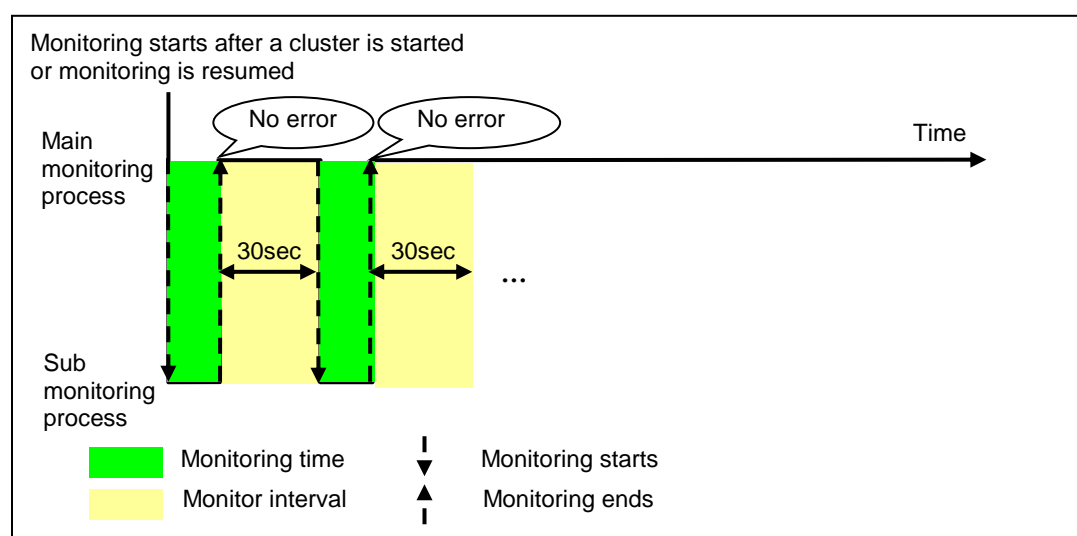 Monitoring starts after a cluster is started
or monitoring is resumed
No error
No error
Time
Main
monitoring
process
30sec
30sec
...
Sub
monitoring
process
Monitoring time
Monitoring starts
Monitor interval
Monitoring ends